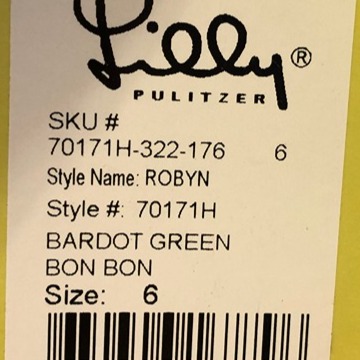 Lilly®
PULITZER
SKU #
70171H-322-176 6
Style Name: ROBYN
Style #: 70171H
BARDOT GREEN
BON BON
Size: 6